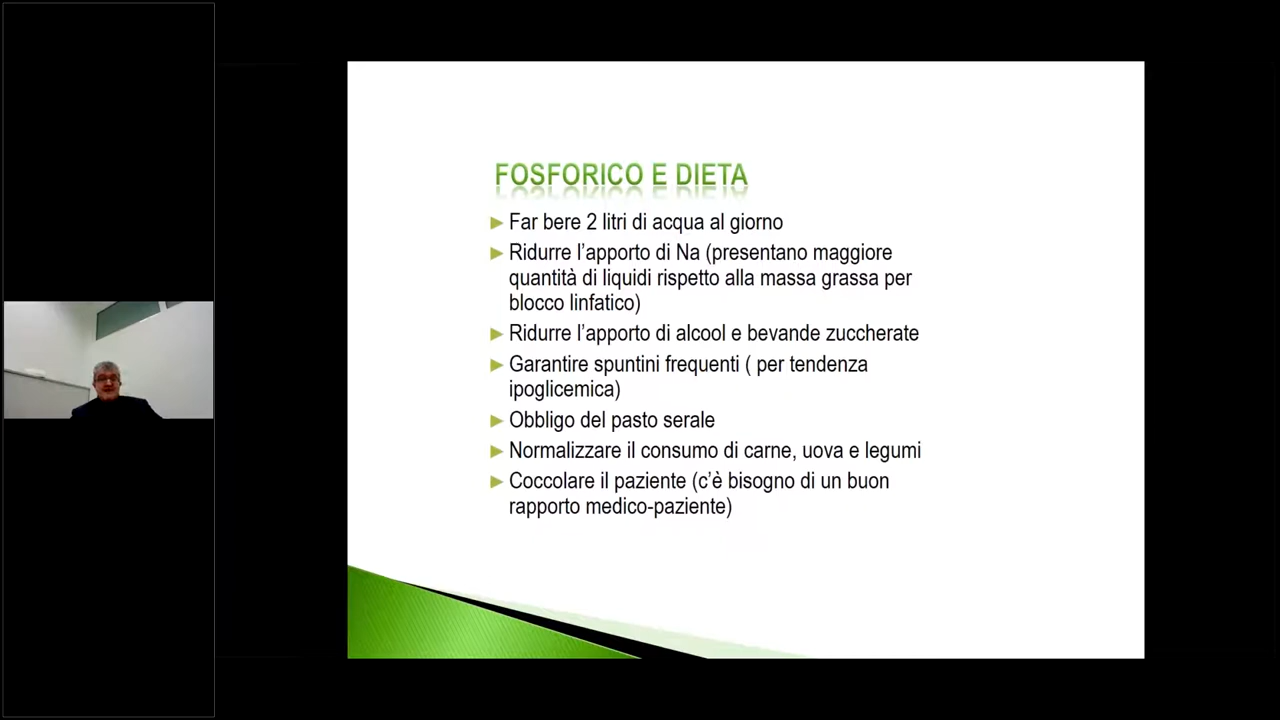 FOSFORICO E DIETA
Far bere 2 litri di acqua al giorno
Ridurre l'apporto di Na (presentano maggiore
quantità di liquidi rispetto alla massa grassa per
blocco linfatico)
Ridurre l'apporto di alcool e bevande zuccherate
Garantire spuntini frequenti ( per tendenza
ipoglicemica)
Obbligo del pasto serale
Normalizzare il consumo di carne, uova e legumi
Coccolare il paziente (c'è bisogno di un buon
rapporto medico-paziente)